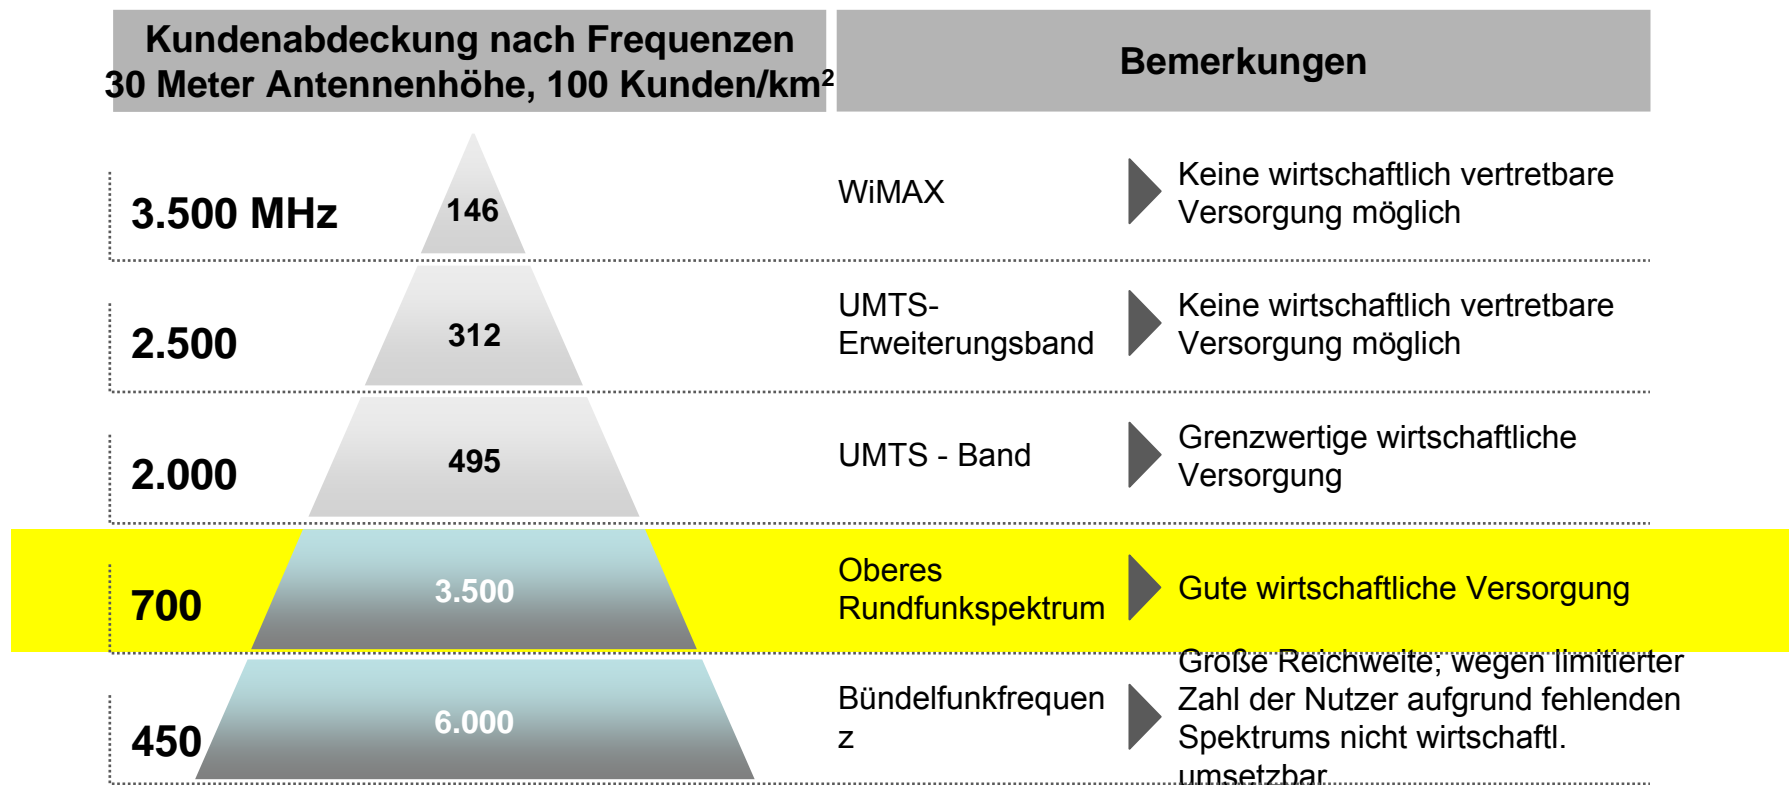 Kundenabdeckung nach Frequenzen
30 Meter Antennenhöhe, 100 Kunden/km²
Bemerkungen
3.500 MHz
146
WiMAX
Keine wirtschaftlich vertretbare
Versorgung möglich
2.500
312
UMTS-
Erweiterungsband
Keine wirtschaftlich vertretbare
Versorgung möglich
2.000
495
UMTS - Band
Grenzwertige wirtschaftliche
Versorgung
700
3.500
Oberes
Rundfunkspektrum
Gute wirtschaftliche Versorgung
450
6.000
Bündelfunkfrequen
z
Große Reichweite; wegen limitierter
Zahl der Nutzer aufgrund fehlenden
Spektrums nicht wirtschaftl.
umsetzbar